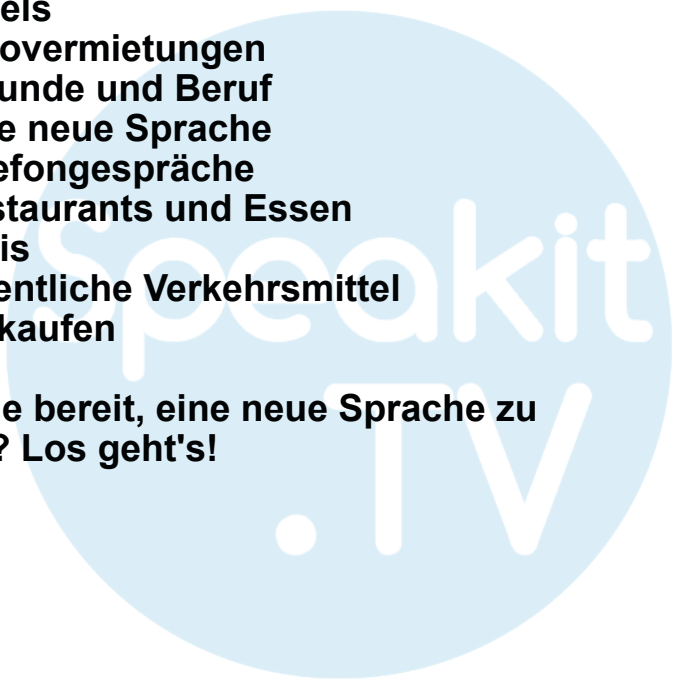 els
overmietungen
unde und Beruf
e neue Sprache
efongespräche
staurants und Essen
is
entliche Verkehrsmittel
kaufen
e bereit, eine neue Sprache zu
? Los geht's!
Speakit
.TV